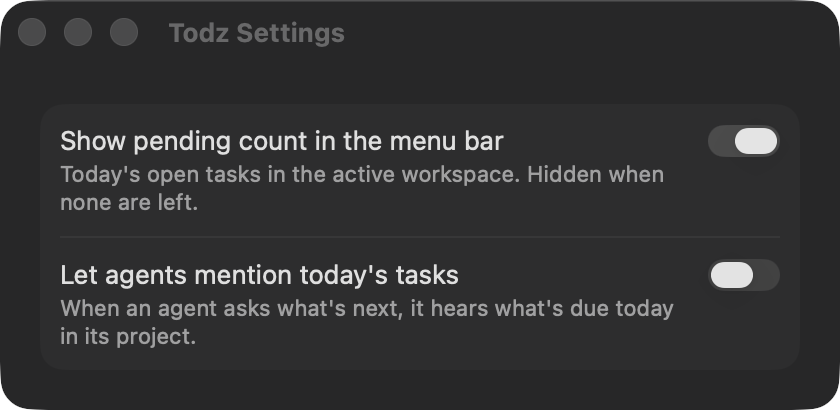 Todz Settings
Show pending count in the menu bar
Today's open tasks in the active workspace. Hidden when
none are left.
Let agents mention today's tasks
When an agent asks what's next, it hears what's due today
in its project.